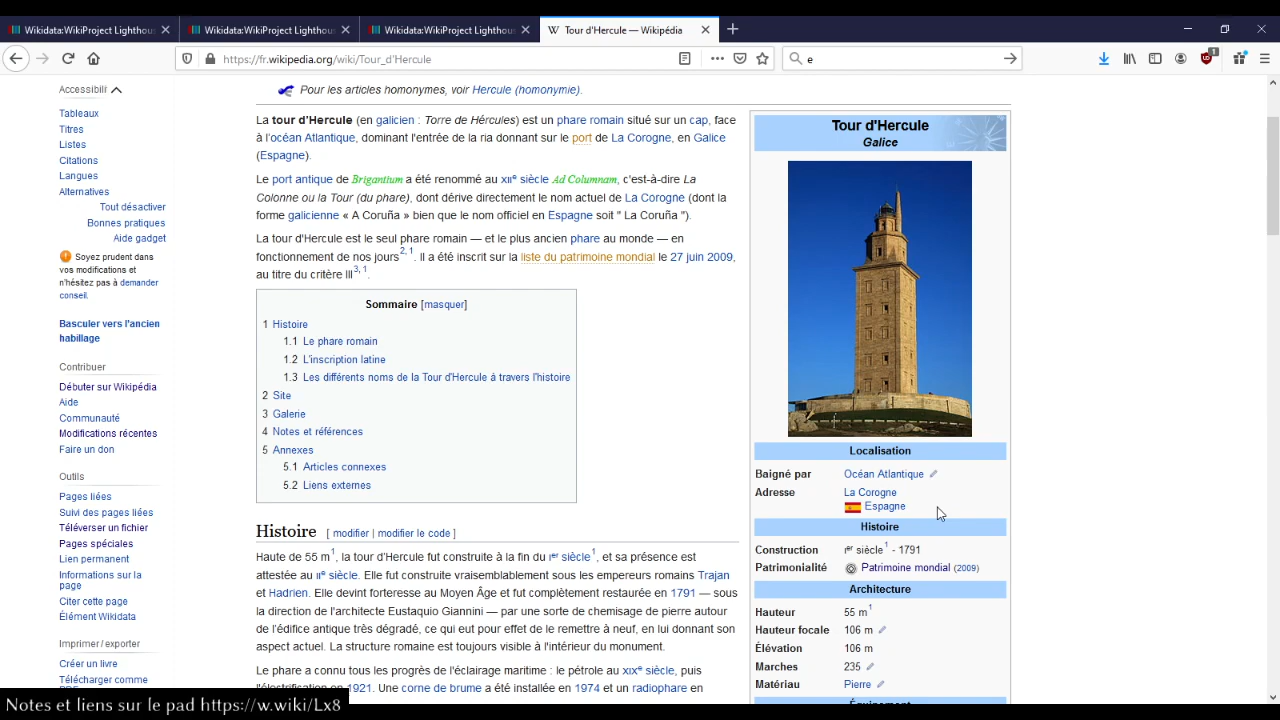 Wikidata:WikiProject Lighthous
Wikidata:WikiProject Lighthous
Wikidata:WikiProject Lighthous
W Tour d'Hercule — Wikipédia
https://fr.wikipedia.org/wiki/Tour_d'Hercule
e
1
Accessibili
Tableaux
Titres
Listes
Citations
Langues
Alternatives
Tout désactiver
Bonnes pratiques
Aide gadget
Soyez prudent dans
vos modifications et
n'hésitez pas à demander
conseil.
Basculer vers l'ancien
habillage
Contribuer
Débuter sur Wikipédia
Aide
Communauté
Modifications récentes
Faire un don
Outils
Pages liées
Suivi des pages liées
Téléverser un fichier
Pages spéciales
Lien permanent
Informations sur la
page
Citer cette page
Élément Wikidata
Imprimer / exporter
Créer un livre
Télécharger comme
Pour les articles homonymes, voir Hercule (homonymie).
La tour d'Hercule (en galicien : Torre de Hércules) est un phare romain situé sur un cap, face
à l'océan Atlantique, dominant l'entrée de la ria donnant sur le port de La Corogne, en Galice
(Espagne).
Le port antique de Brigantium a été renommé au XIIe siècle Ad Columnam, c'est-à-dire La
Colonne ou la Tour (du phare), dont dérive directement le nom actuel de La Corogne (dont la
forme galicienne « A Coruña » bien que le nom officiel en Espagne soit " La Coruña ").
La tour d'Hercule est le seul phare romain — et le plus ancien phare au monde — en
fonctionnement de nos jours2, 1. Il a été inscrit sur la liste du patrimoine mondial le 27 juin 2009,
au titre du critère III3, 1.
Sommaire [masquer]
1 Histoire
1.1 Le phare romain
1.2 L'inscription latine
1.3 Les différents noms de la Tour d'Hercule à travers l'histoire
2 Site
3 Galerie
4 Notes et références
5 Annexes
5.1 Articles connexes
5.2 Liens externes
Histoire [ modifier | modifier le code ]
Haute de 55 m1, la tour d'Hercule fut construite à la fin du Ier siècle1, et sa présence est
attestée au IIe siècle. Elle fut construite vraisemblablement sous les empereurs romains Trajan
et Hadrien. Elle devint forteresse au Moyen Âge et fut complètement restaurée en 1791 — sous
la direction de l'architecte Eustaquio Giannini — par une sorte de chemisage de pierre autour
de l'édifice antique très dégradé, ce qui eut pour effet de le remettre à neuf, en lui donnant son
aspect actuel. La structure romaine est toujours visible à l'intérieur du monument.
Le phare a connu tous les progrès de l'éclairage maritime : le pétrole au XIXe siècle, puis
l'électrification en 1921. Une corne de brume a été installée en 1974 et un radiophare en
Tour d'Hercule
Galice
Localisation
Baigné par Océan Atlantique
Adresse La Corogne
Espagne
Histoire
Construction Ier siècle1 - 1791
Patrimonialité Patrimoine mondial (2009)
Architecture
Hauteur 55 m1
Hauteur focale 106 m
Élévation 106 m
Marches 235
Matériau Pierre
Équipement
Notes et liens sur le pad https://w.wiki/Lx8